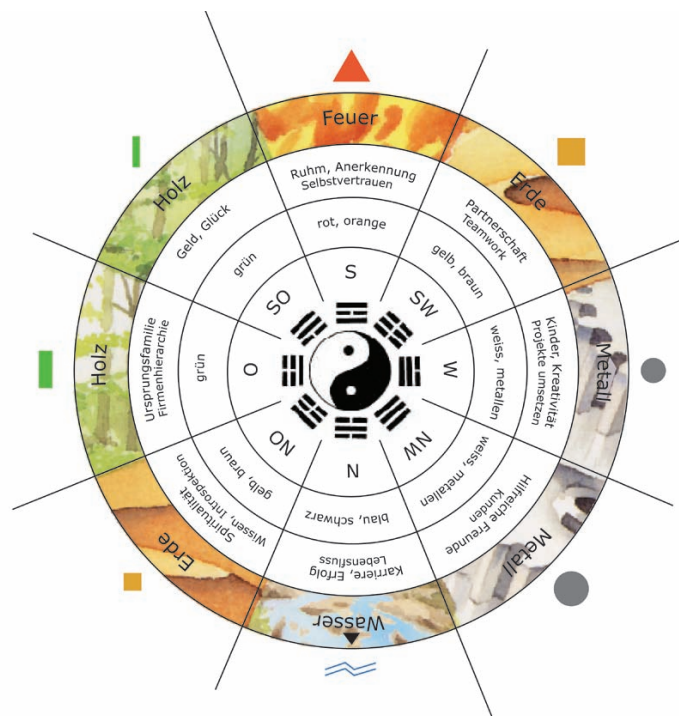 Feuer
Ruhm, Anerkennung
Selbstvertrauen
rot, orange
S
Erde
Partnerschaft
Teamwork
gelb, braun
SW
Metall
Kinder, Kreativität
Projekte umsetzen
weiss, metallen
W
Metall
Hilfreiche Freunde
Kunden
weiss, metallen
NW
Wasser
Karriere, Erfolg
Lebensfluss
blau, schwarz
N
Erde
Spiritualität
Wissen, Introspektion
gelb, braun
NO
Holz
Ursprungsfamilie
Firmenhierarchie
grün
O
Holz
Geld, Glück
grün
SO